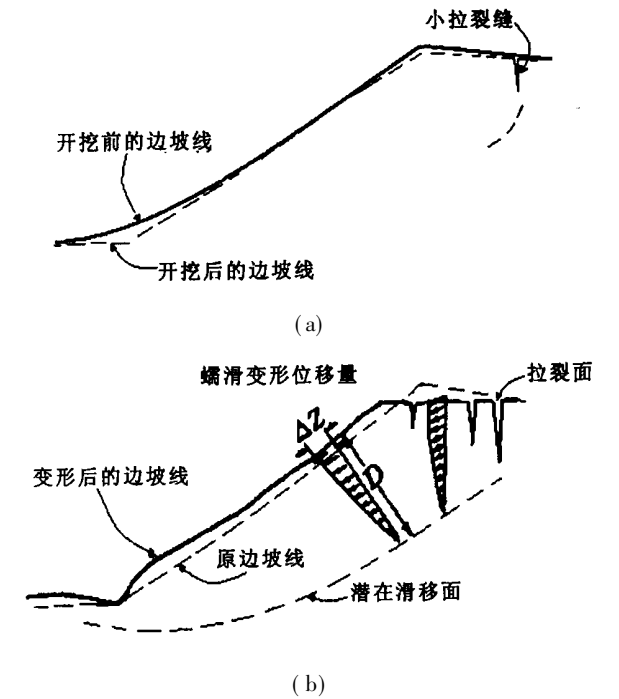 小拉裂缝
开挖前的边坡线
开挖后的边坡线
(a)
蠕滑变形位移量
拉裂面
ΔZ
D
变形后的边坡线
原边坡线
潜在滑移面
(b)